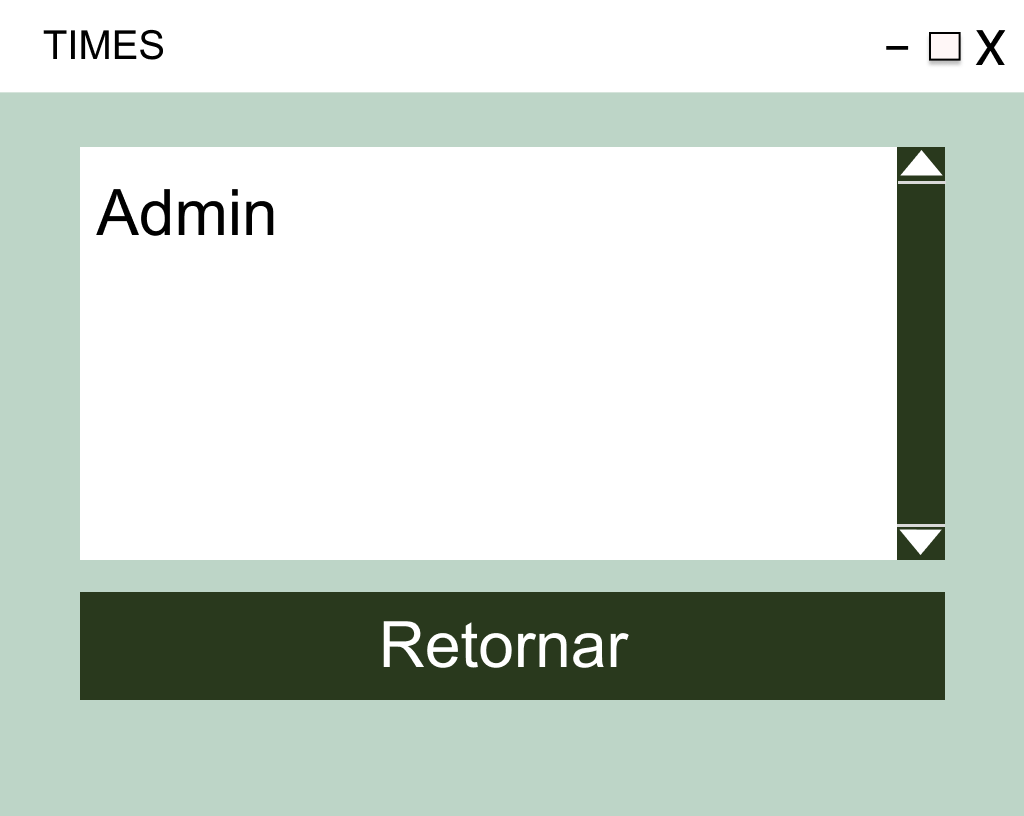 TIMES – □ X
Admin
Retornar